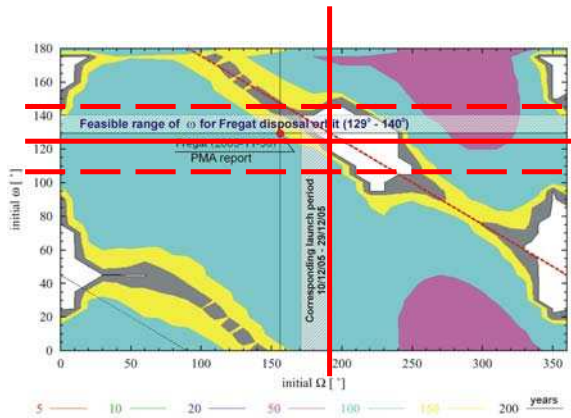 180
160
140
120
100
80
60
40
20
0
initial ω [°]
Feasible range of ω for Fregat disposal orbit (129° - 140°)
PMA report
Corresponding launch period
10/12/05 - 29/12/05
0 50 100 150 200 250 300 350
initial Ω [°]
5 10 20 50 100 150 200 years